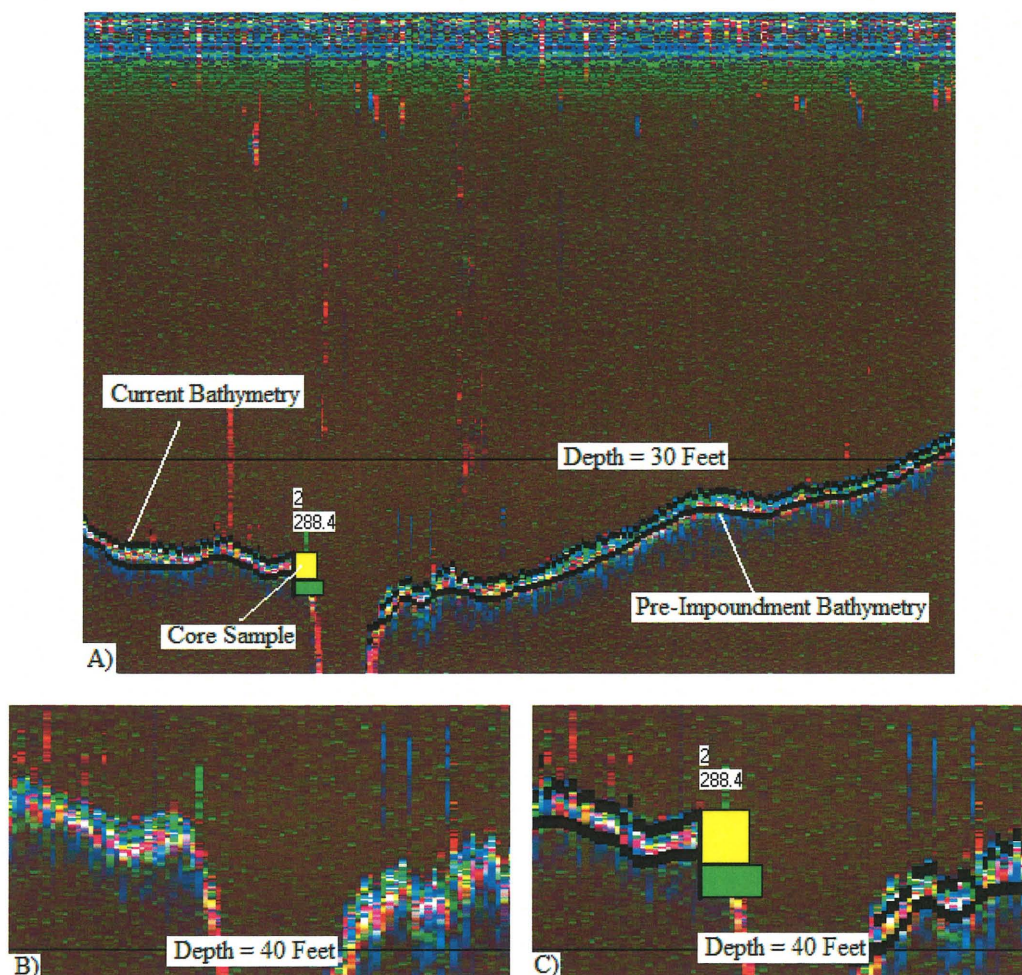 Current Bathymetry
Depth = 30 Feet
2
288.4
Core Sample
Pre-Impoundment Bathymetry
A)
2
288.4
Depth = 40 Feet
B)
Depth = 40 Feet
C)